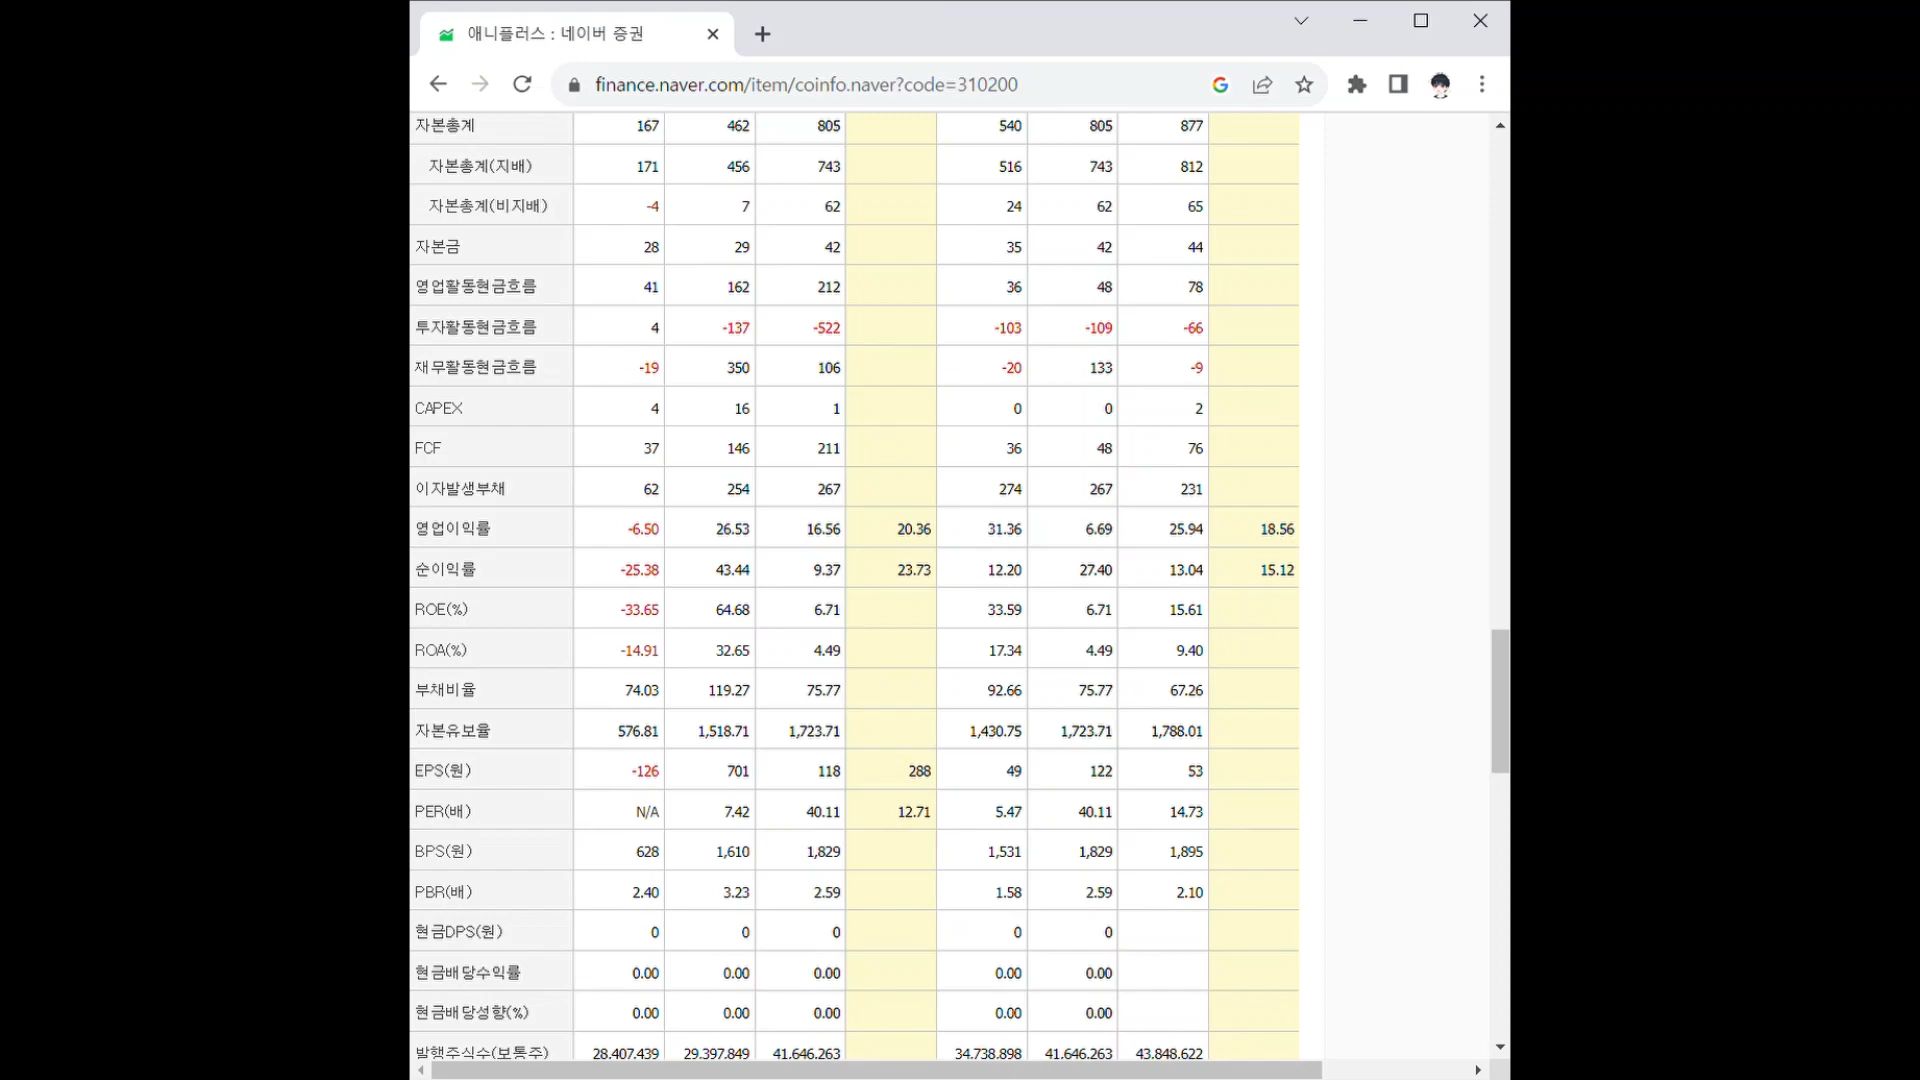 애니플러스 : 네이버 증권
finance.naver.com/item/coinfo.naver?code=310200
자본총계 167 462 805 540 805 877
자본총계(지배) 171 456 743 516 743 812
자본총계(비지배) -4 7 62 24 62 65
자본금 28 29 42 35 42 44
영업활동현금흐름 41 162 212 36 48 78
투자활동현금흐름 4 -137 -522 -103 -109 -66
재무활동현금흐름 -19 350 106 -20 133 -9
CAPEX 4 16 1 0 0 2
FCF 37 146 211 36 48 76
이자발생부채 62 254 267 274 267 231
영업이익률 -6.50 26.53 16.56 20.36 31.36 6.69 25.94 18.56
순이익률 -25.38 43.44 9.37 23.73 12.20 27.40 13.04 15.12
ROE(%) -33.65 64.68 6.71 33.59 6.71 15.61
ROA(%) -14.91 32.65 4.49 17.34 4.49 9.40
부채비율 74.03 119.27 75.77 92.66 75.77 67.26
자본유보율 576.81 1,518.71 1,723.71 1,430.75 1,723.71 1,788.01
EPS(원) -126 701 118 288 49 122 53
PER(배) N/A 7.42 40.11 12.71 5.47 40.11 14.73
BPS(원) 628 1,610 1,829 1,531 1,829 1,895
PBR(배) 2.40 3.23 2.59 1.58 2.59 2.10
현금DPS(원) 0 0 0 0 0
현금배당수익률 0.00 0.00 0.00 0.00 0.00
현금배당성향(%) 0.00 0.00 0.00 0.00 0.00
발행주식수(보통주) 28,407,439 29,397,849 41,646,263 34,738,898 41,646,263 43,848,622